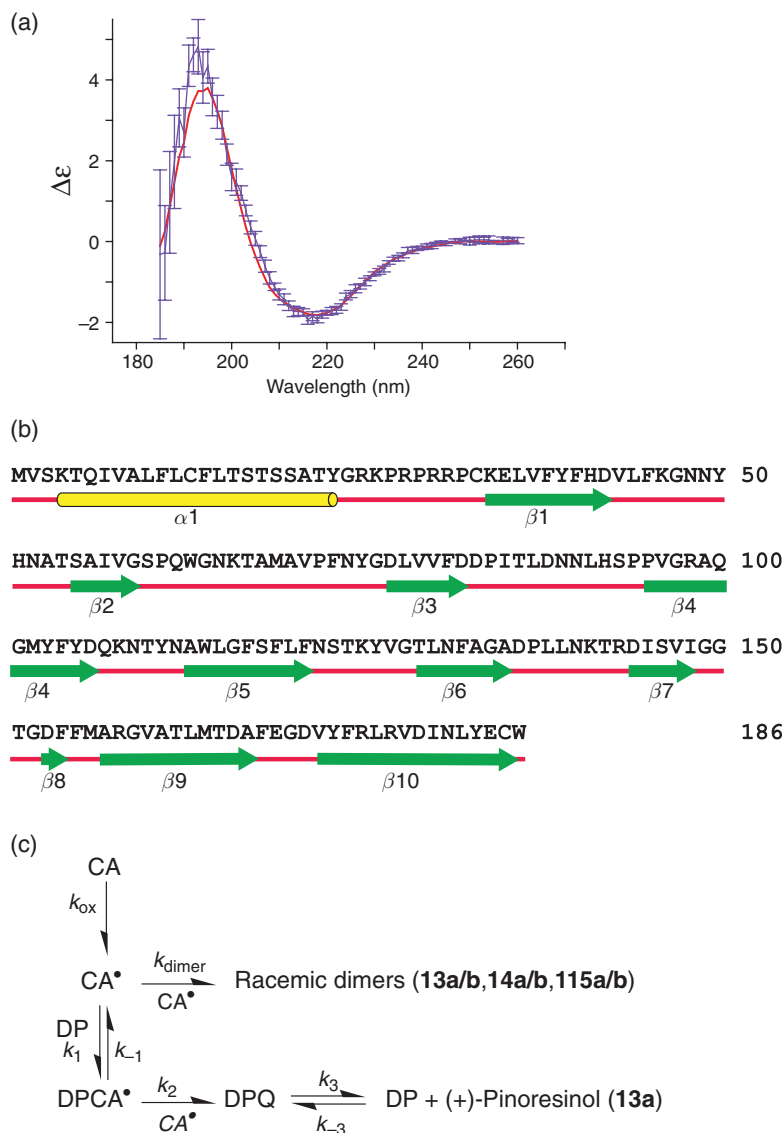 (a)
Δε
4
2
0
−2
180 200 220 240 260
Wavelength (nm)
(b)
MVSKTQIVALFLCFLTSTSSATYGRKPRPRRPCKELVFYFHDVLFKGNNY 50
α1 β1
HNATSAIVGSPQWGNKTAMAVPFNYGDLVVFDDPITLDNNLHSPPVGRAQ 100
β2 β3 β4
GMYFYDQKNTYNAWLGFSFLFNSTKYVGTLNFAGADPLLNKTRDISVIGG 150
β4 β5 β6 β7
TGDFFMARGVATLMTDAFEGDVYFRLRVDINLYECW 186
β8 β9 β10
(c)
CA
kox
CA• kdimer Racemic dimers (13a/b,14a/b,115a/b)
CA•
DP
k1 k−1
DPCA• k2 DPQ k3 DP + (+)-Pinoresinol (13a)
CA• k−3